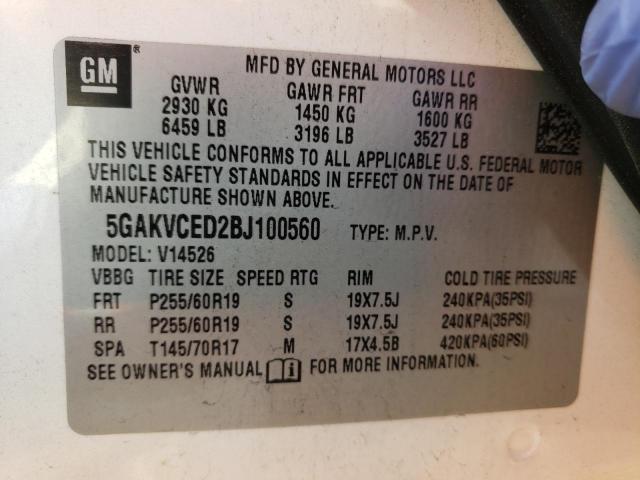 GM
®
MFD BY GENERAL MOTORS LLC
GVWR GAWR FRT GAWR RR
2930 KG 1450 KG 1600 KG
6459 LB 3196 LB 3527 LB
THIS VEHICLE CONFORMS TO ALL APPLICABLE U.S. FEDERAL MOTOR
VEHICLE SAFETY STANDARDS IN EFFECT ON THE DATE OF
MANUFACTURE SHOWN ABOVE.
5GAKVCED2BJ100560 TYPE: M.P.V.
MODEL: V14526
VBBG TIRE SIZE SPEED RTG RIM COLD TIRE PRESSURE
FRT P255/60R19 S 19X7.5J 240KPA(35PSI)
RR P255/60R19 S 19X7.5J 240KPA(35PSI)
SPA T145/70R17 M 17X4.5B 420KPA(60PSI)
SEE OWNER'S MANUAL i FOR MORE INFORMATION.